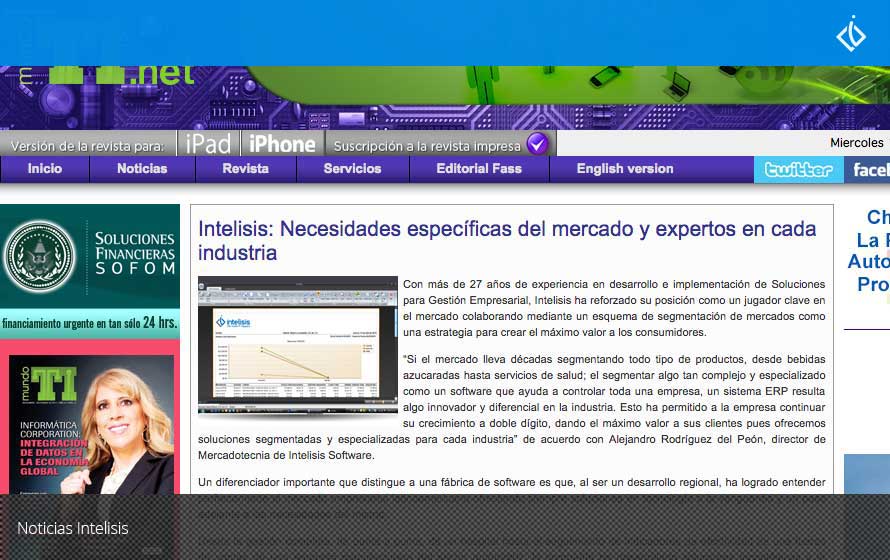 mundo TI.net
Versión de la revista para: iPad iPhone Suscripción a la revista impresa
Miercoles
Inicio Noticias Revista Servicios Editorial Fass English version twitter
SOLUCIONES
FINANCIERAS
SOFOM
financiamiento urgente en tan sólo 24 hrs.
mundo TI
INFORMÁTICA
CORPORATION:
INTEGRACIÓN
DE DATOS EN
LA ECONOMÍA
GLOBAL
Intelisis: Necesidades específicas del mercado y expertos en cada
industria
intelisis
Con más de 27 años de experiencia en desarrollo e implementación de Soluciones
para Gestión Empresarial, Intelisis ha reforzado su posición como un jugador clave en
el mercado colaborando mediante un esquema de segmentación de mercados como
una estrategia para crear el máximo valor a los consumidores.
"Si el mercado lleva décadas segmentando todo tipo de productos, desde bebidas
azucaradas hasta servicios de salud; el segmentar algo tan complejo y especializado
como un software que ayuda a controlar toda una empresa, un sistema ERP resulta
algo innovador y diferencial en la industria. Esto ha permitido a la empresa continuar
su crecimiento a doble dígito, dando el máximo valor a sus clientes pues ofrecemos
soluciones segmentadas y especializadas para cada industria" de acuerdo con Alejandro Rodríguez del Peón, director de
Mercadotecnia de Intelisis Software.
Un diferenciador importante que distingue a una fábrica de software es que, al ser un desarrollo regional, ha logrado entender
La
Auto
Pro
Noticias Intelisis